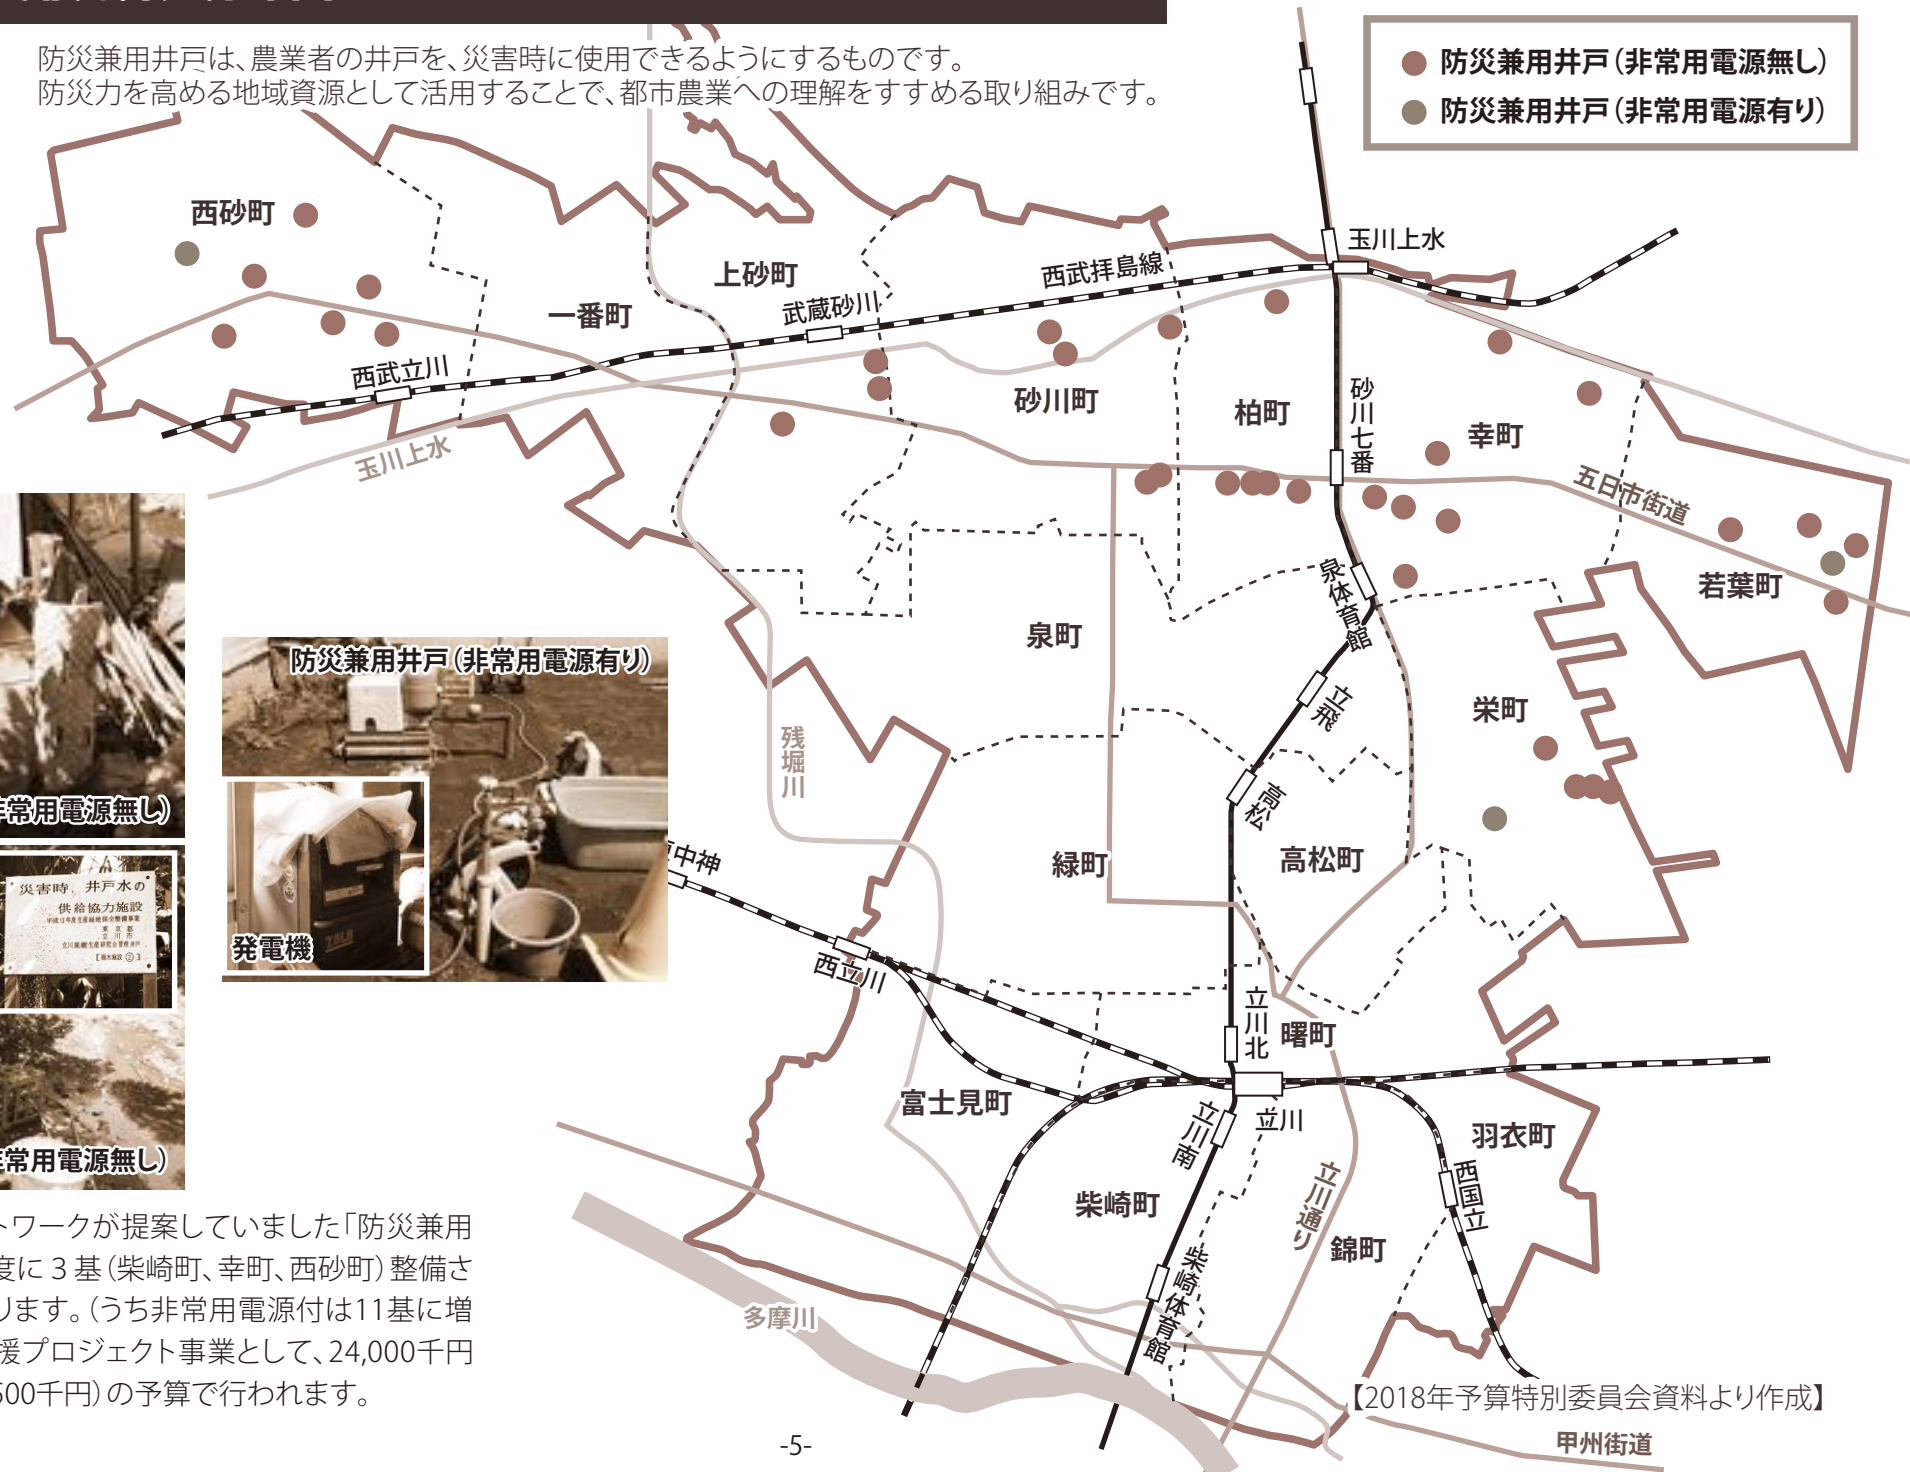 防災兼用井戸は、農業者の井戸を、災害時に使用できるようにするものです。
防災力を高める地域資源として活用することで、都市農業への理解をすすめる取り組みです。
防災兼用井戸（非常用電源無し）
防災兼用井戸（非常用電源有り）
西砂町
一番町
上砂町
武蔵砂川
西武拝島線
玉川上水
西武立川
玉川上水
砂川町
柏町
砂川七番
幸町
五日市街道
若葉町
泉体育館
泉町
立飛
栄町
残堀川
高松
緑町
高松町
防災兼用井戸（非常用電源有り）
発電機
常用電源無し）
災害時、井戸水の
供給協力施設
東京都
立川市
中神
西立川
立川北
曙町
富士見町
立川南
立川
羽衣町
西国立
柴崎町
立川通り
錦町
柴崎体育館
多摩川
甲州街道
常用電源無し）
トワークが提案していました「防災兼用
度に３基（柴崎町、幸町、西砂町）整備さ
ります。（うち非常用電源付は11基に増
援プロジェクト事業として、24,000千円
500千円）の予算で行われます。
【2018年予算特別委員会資料より作成】
-5-